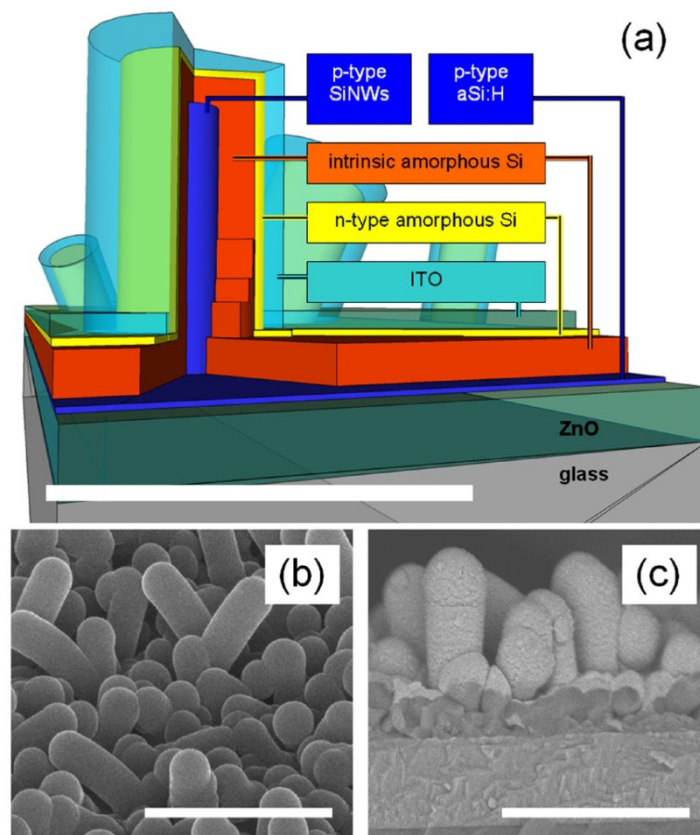 (a)
p-type
SiNWs
p-type
aSi:H
intrinsic amorphous Si
n-type amorphous Si
ITO
ZnO
glass
(b)
(c)